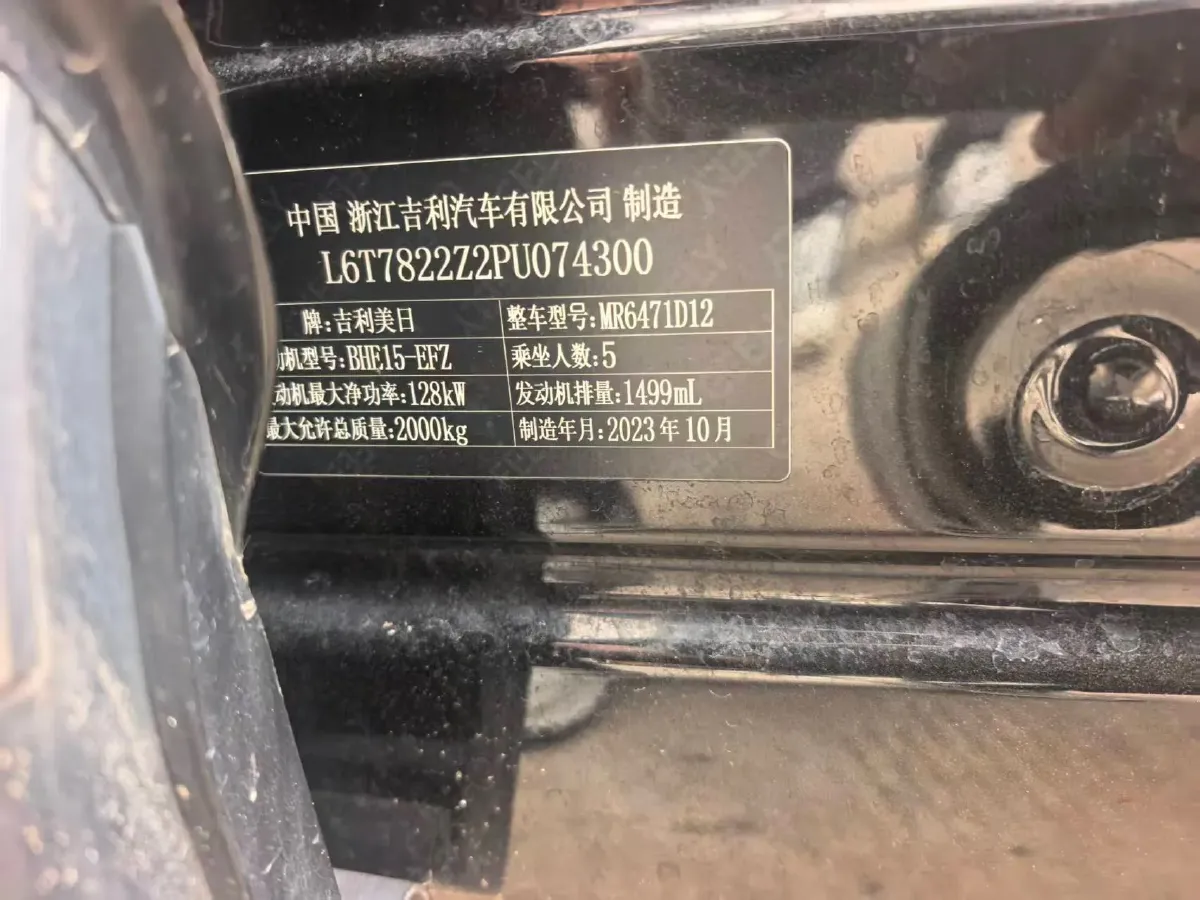 中国 浙江吉利汽车有限公司 制造
L6T7822Z2PU074300
牌:吉利美日 整车型号:MR6471D12
机型号:BHE15-EFZ 乘坐人数:5
动机最大净功率:128kW 发动机排量:1499mL
最大允许总质量:2000kg 制造年月:2023年10月